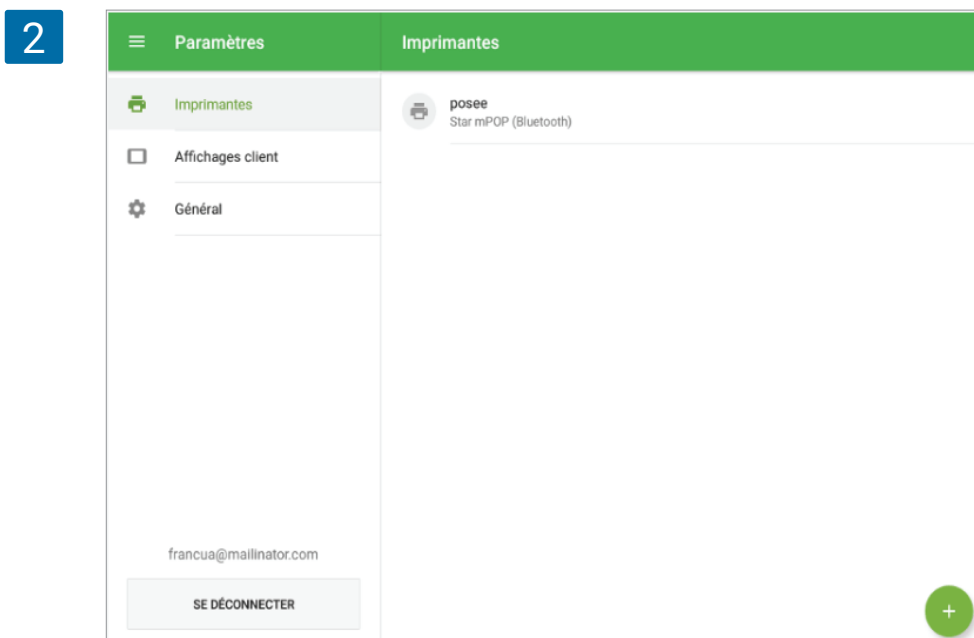 2
Paramètres
Imprimantes
Imprimantes
posee
Star mPOP (Bluetooth)
Affichages client
Général
francua@mailinator.com
SE DÉCONNECTER
+